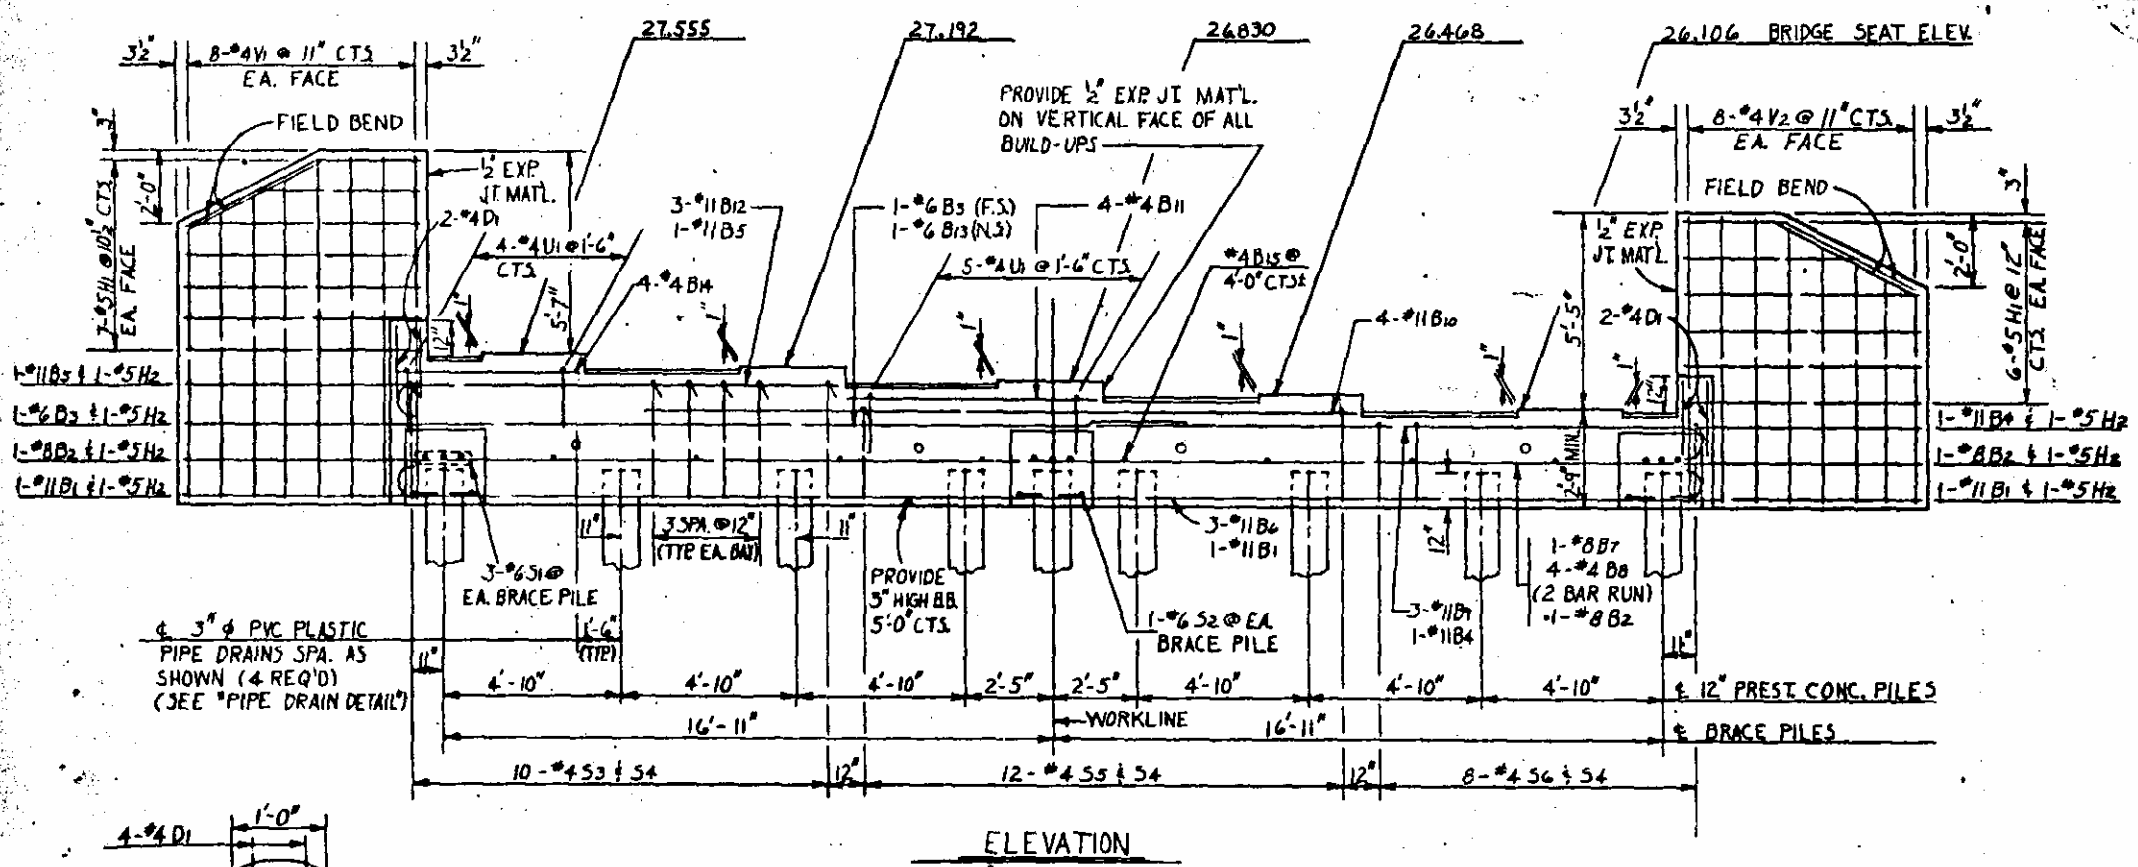 27.555
27.192
26.830
26.468
26.106 BRIDGE SEAT ELEV.
3½"
8-#4V1 @ 11" CTS.
EA. FACE
3½"
PROVIDE ½" EXP. JT. MAT'L.
ON VERTICAL FACE OF ALL
BUILD-UPS
3½"
8-#4V2 @ 11" CTS.
EA. FACE
3½"
3"
FIELD BEND
2'-0"
7-#5H1 @ 10½" CTS.
EA. FACE
½" EXP.
JT. MAT'L.
2-#4D1
4-#4U1 @ 1'-6"
CTS.
5'-7"
3-#11B12
1-#11B5
4-#4B14
1-#6B3 (F.S.)
1-#6B13 (N.S.)
5-#4U1 @ 1'-6" CTS.
4-#4B11
#4B15 @
4'-0" CTS±
FIELD BEND
½" EXP.
JT. MAT'L.
5'-5"
2-#4D1
3"
2'-0"
6-#5H1 @ 12"
CTS. EA. FACE
4-#11B10
12"
1"
1"
1"
1"
1"
1"
12"
1-#11B5 & 1-#5H2
1-#6B3 & 1-#5H2
1-#8B2 & 1-#5H2
1-#11B1 & 1-#5H2
1-#11B4 & 1-#5H2
1-#8B2 & 1-#5H2
1-#11B1 & 1-#5H2
2'-9" MIN.
11"
3 SPA. @ 12"
(TYP. EA. BAY)
11"
3-#6S1 @
EA. BRACE PILE
PROVIDE
3" HIGH B.B.
5'-0" CTS.
3-#11B6
1-#11B1
12"
1-#8B7
4-#4B8
(2 BAR RUN)
1-#8B2
3-#11B9
1-#11B4
1-#6S2 @ EA.
BRACE PILE
℄ 3" ϕ PVC PLASTIC
PIPE DRAINS SPA. AS
SHOWN (4 REQ'D)
(SEE "PIPE DRAIN DETAIL")
1'-6"
(TYP.)
11"
11"
4'-10"
4'-10"
4'-10"
2'-5"
2'-5"
4'-10"
4'-10"
4'-10"
℄ 12" PREST. CONC. PILES
16'-11"
WORKLINE
16'-11"
℄ BRACE PILES
10-#4S3 & S4
12"
12-#4S5 & S4
12"
8-#4S6 & S4
1'-0"
4-#4D1
ELEVATION